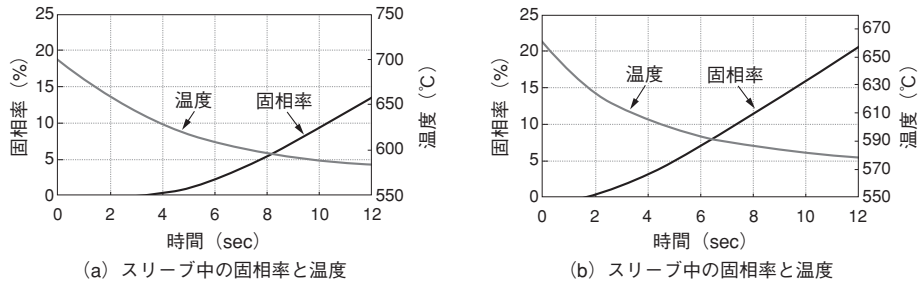 25
20
15
10
5
0
固相率（%）
750
700
650
600
550
温度（℃）
温度
固相率
0 2 4 6 8 10 12
時間（sec）
（a）スリーブ中の固相率と温度
25
20
15
10
5
0
固相率（%）
670
650
630
610
590
570
550
温度（℃）
温度
固相率
0 2 4 6 8 10 12
時間（sec）
（b）スリーブ中の固相率と温度